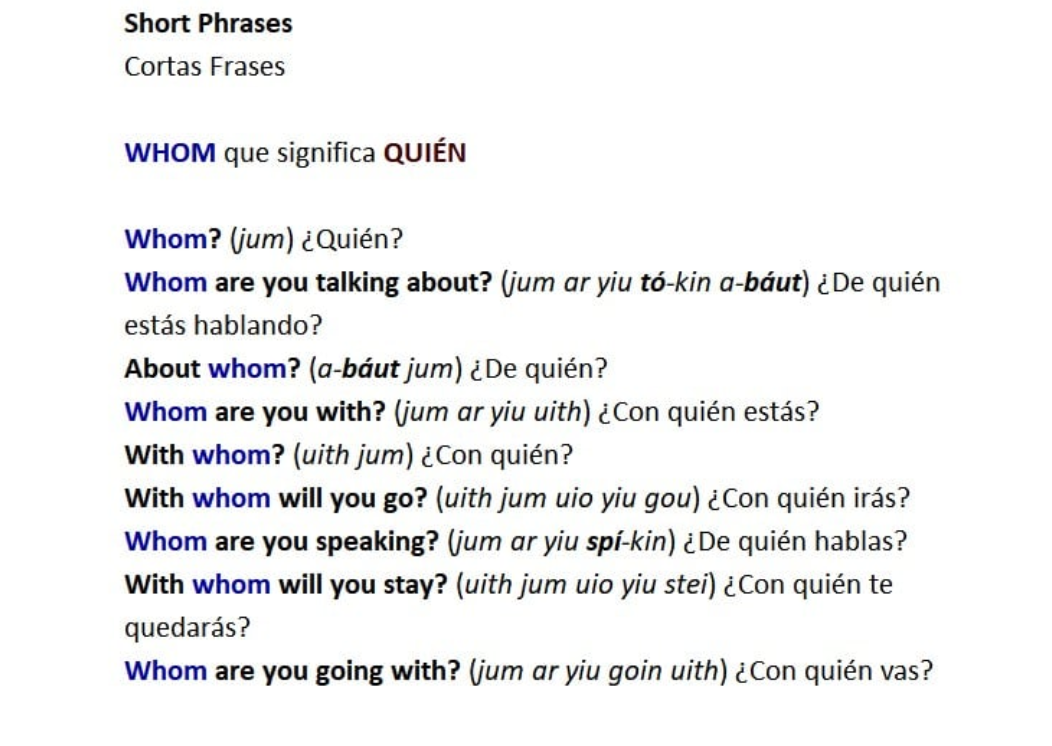 Short Phrases
Cortas Frases
WHOM que significa QUIÉN
Whom? (jum) ¿Quién?
Whom are you talking about? (jum ar yiu tó-kin a-báut) ¿De quién
estás hablando?
About whom? (a-báut jum) ¿De quién?
Whom are you with? (jum ar yiu uith) ¿Con quién estás?
With whom? (uith jum) ¿Con quién?
With whom will you go? (uith jum uio yiu gou) ¿Con quién irás?
Whom are you speaking? (jum ar yiu spí-kin) ¿De quién hablas?
With whom will you stay? (uith jum uio yiu stei) ¿Con quién te
quedarás?
Whom are you going with? (jum ar yiu goin uith) ¿Con quién vas?